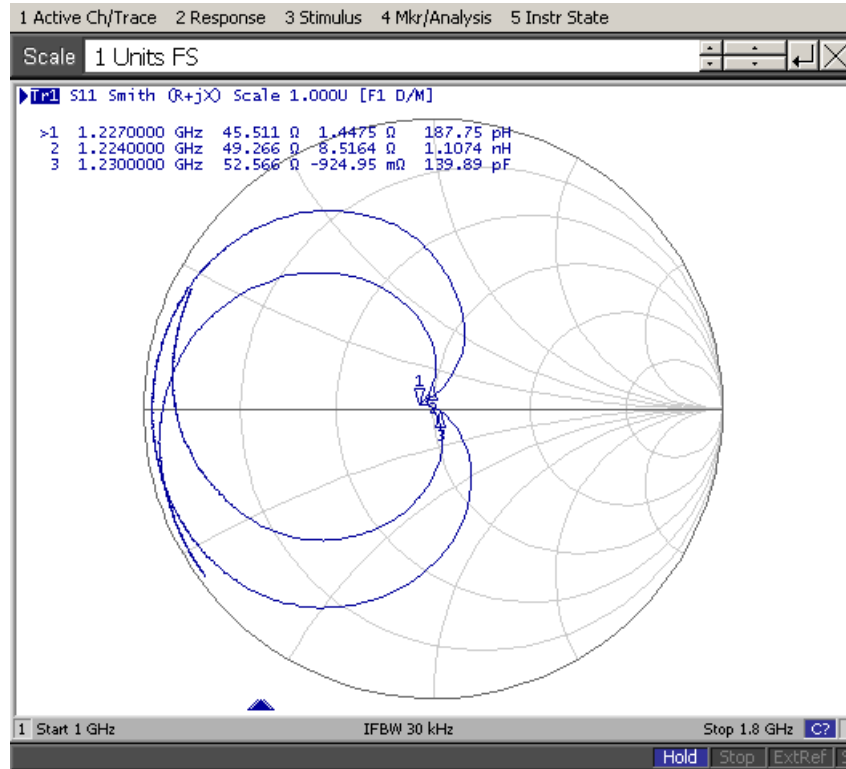 1 Active Ch/Trace 2 Response 3 Stimulus 4 Mkr/Analysis 5 Instr State
Scale 1 Units FS
Tr1 S11 Smith (R+jX) Scale 1.000U [F1 D/M]
>1 1.2270000 GHz 45.511 Ω 1.4475 Ω 187.75 pH
2 1.2240000 GHz 49.266 Ω 8.5164 Ω 1.1074 nH
3 1.2300000 GHz 52.566 Ω -924.95 mΩ 139.89 pF
1
3
1 Start 1 GHz IFBW 30 kHz Stop 1.8 GHz C?
Hold Stop ExtRef